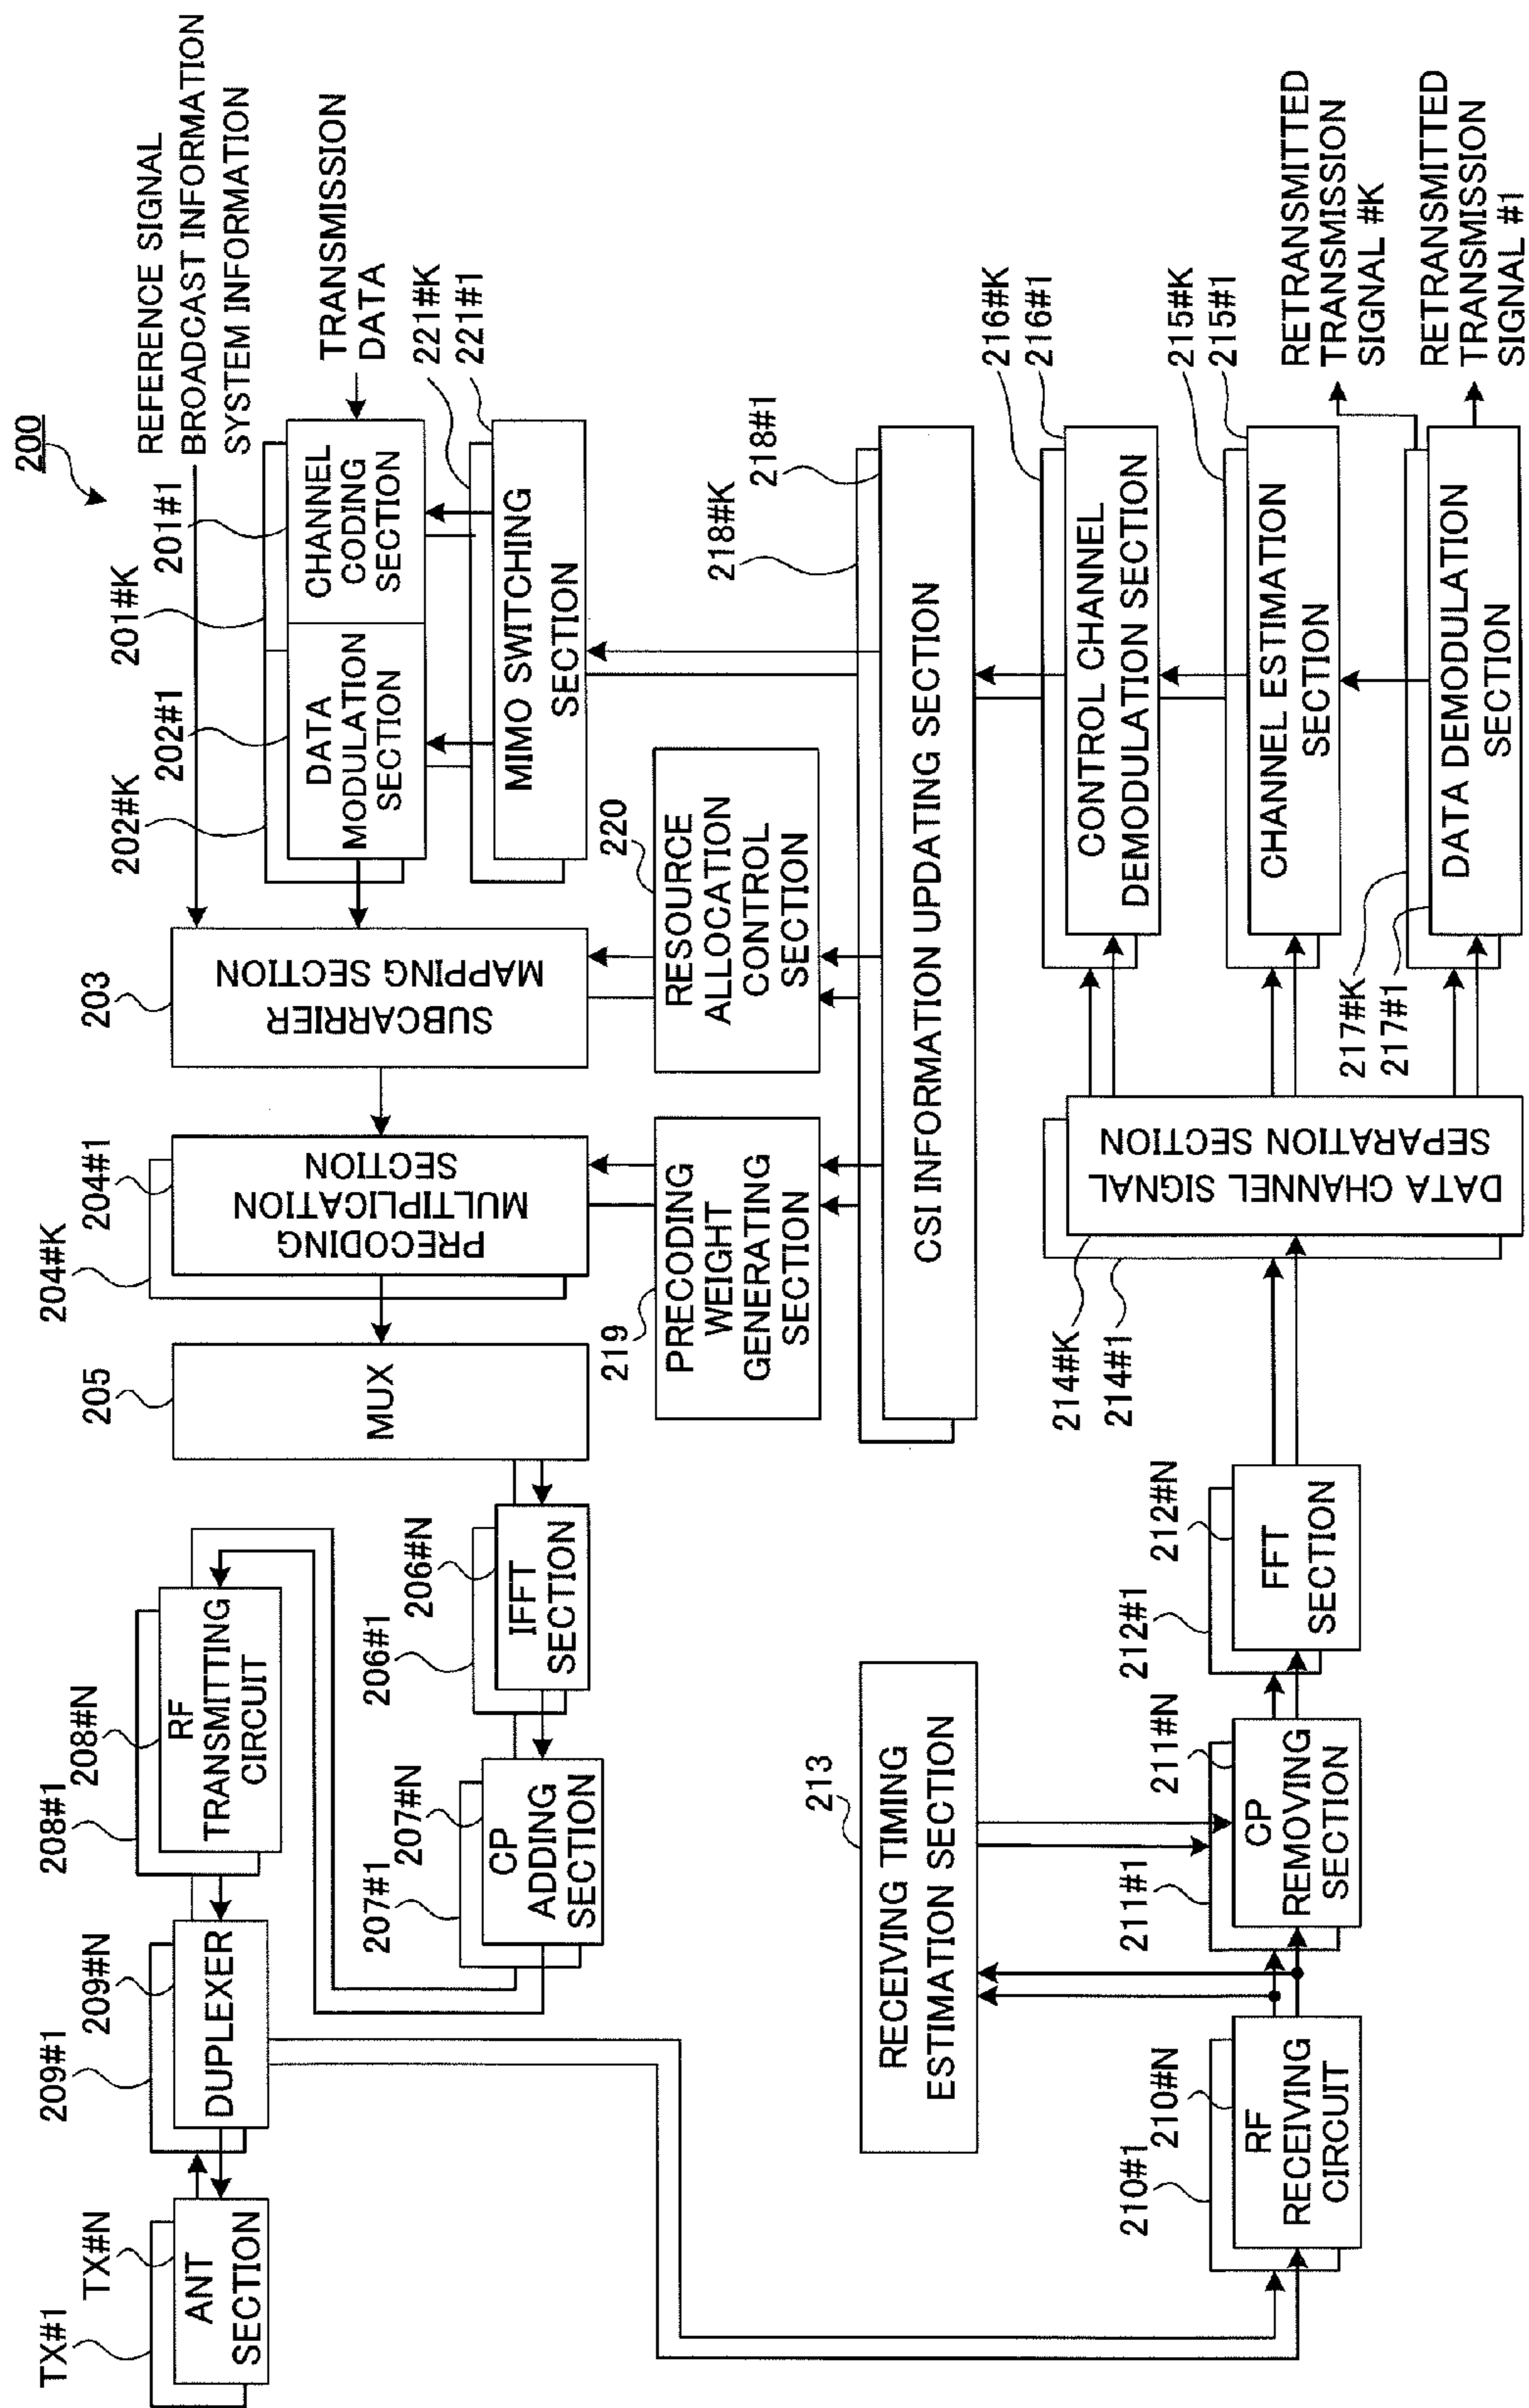 200
REFERENCE SIGNAL
BROADCAST INFORMATION
SYSTEM INFORMATION
TRANSMISSION
DATA
TX#1
TX#N
ANT
SECTION
209#1
209#N
DUPLEXER
208#1
208#N
RF
TRANSMITTING
CIRCUIT
207#1
207#N
CP
ADDING
SECTION
206#1
206#N
IFFT
SECTION
205
MUX
204#K
204#1
PRECODING
MULTIPLICATION
SECTION
203
SUBCARRIER
MAPPING SECTION
202#K
202#1
DATA
MODULATION
SECTION
201#K
201#1
CHANNEL
CODING
SECTION
221#K
221#1
MIMO SWITCHING
SECTION
219
PRECODING
WEIGHT
GENERATING
SECTION
220
RESOURCE
ALLOCATION
CONTROL
SECTION
218#K
218#1
CSI INFORMATION UPDATING SECTION
213
RECEIVING TIMING
ESTIMATION SECTION
210#1
210#N
RF
RECEIVING
CIRCUIT
211#1
211#N
CP
REMOVING
SECTION
212#1
212#N
FFT
SECTION
214#K
214#1
DATA CHANNEL SIGNAL
SEPARATION SECTION
216#K
216#1
CONTROL CHANNEL
DEMODULATION SECTION
215#K
215#1
CHANNEL ESTIMATION
SECTION
217#K
217#1
DATA DEMODULATION
SECTION
RETRANSMITTED
TRANSMISSION
SIGNAL #K
RETRANSMITTED
TRANSMISSION
SIGNAL #1